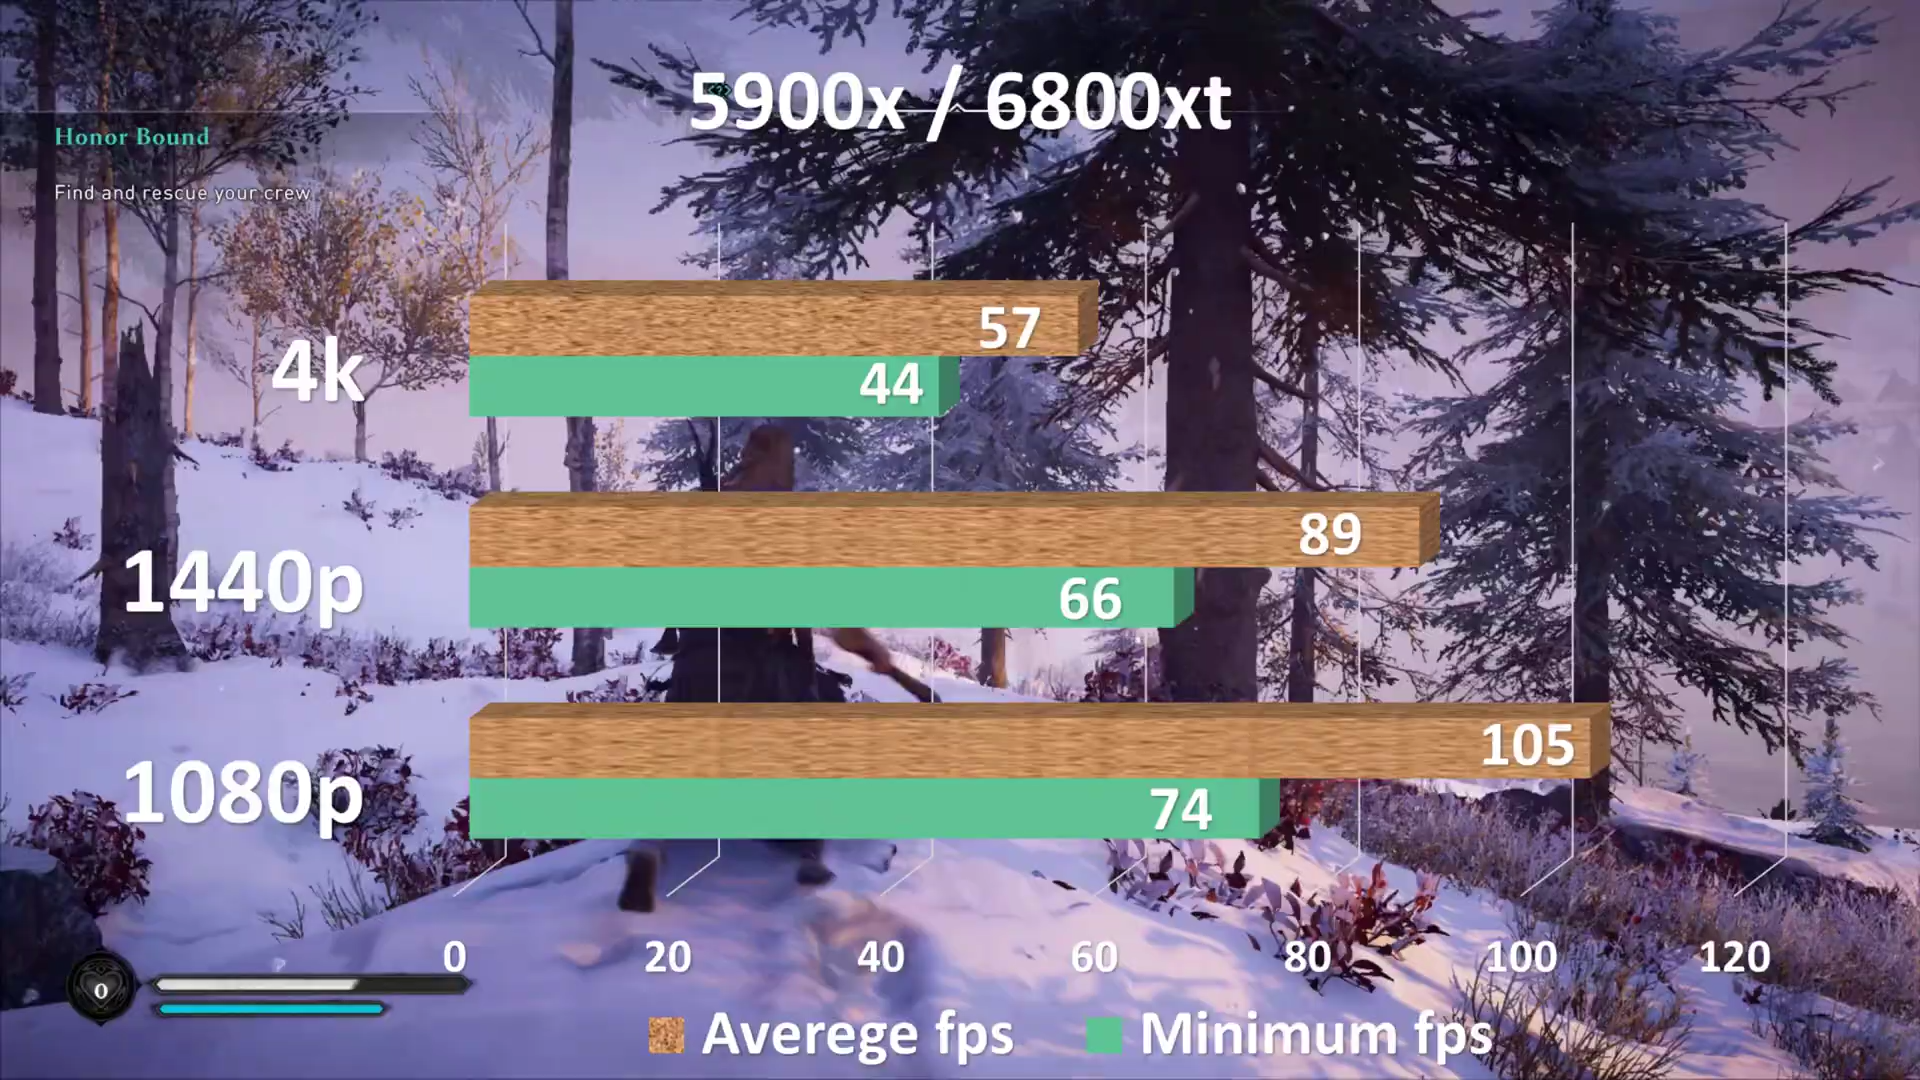 5900x / 6800xt
Honor Bound
Find and rescue your crew
57
4k
44
89
1440p
66
105
1080p
74
0 20 40 60 80 100 120
0
Averege fps Minimum fps